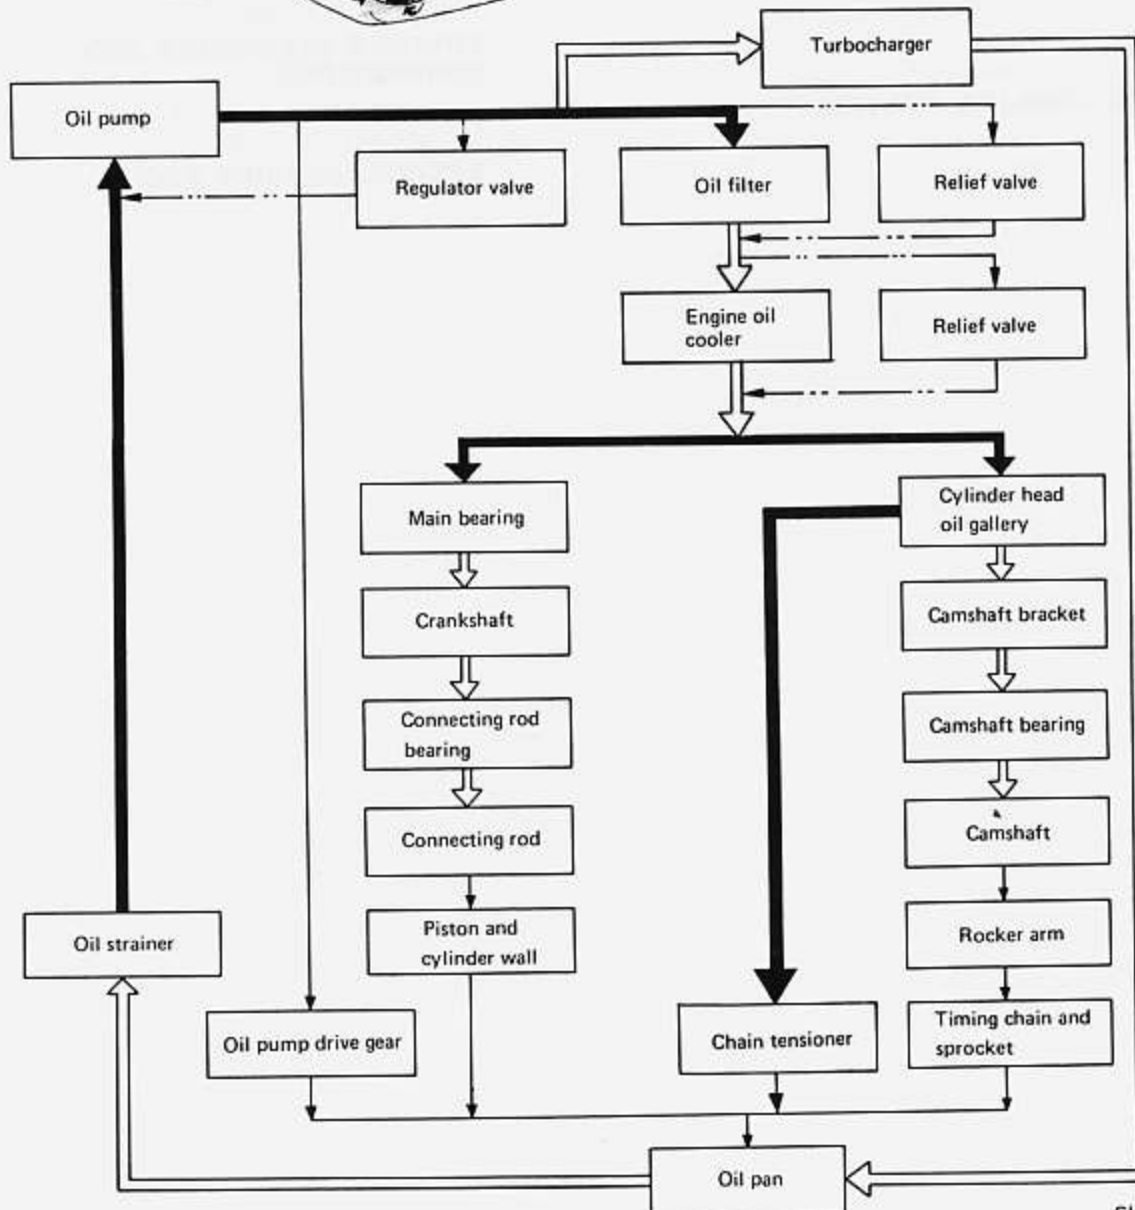 Turbocharger
Oil pump
Regulator valve
Oil filter
Relief valve
Engine oil
cooler
Relief valve
Main bearing
Cylinder head
oil gallery
Crankshaft
Camshaft bracket
Connecting rod
bearing
Camshaft bearing
Connecting rod
Camshaft
Oil strainer
Piston and
cylinder wall
Rocker arm
Oil pump drive gear
Chain tensioner
Timing chain and
sprocket
Oil pan